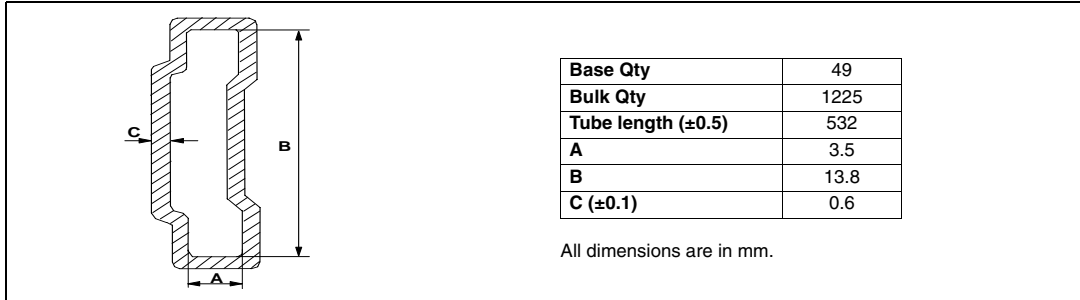 C
B
A
Base Qty 49
Bulk Qty 1225
Tube length (±0.5) 532
A 3.5
B 13.8
C (±0.1) 0.6
All dimensions are in mm.